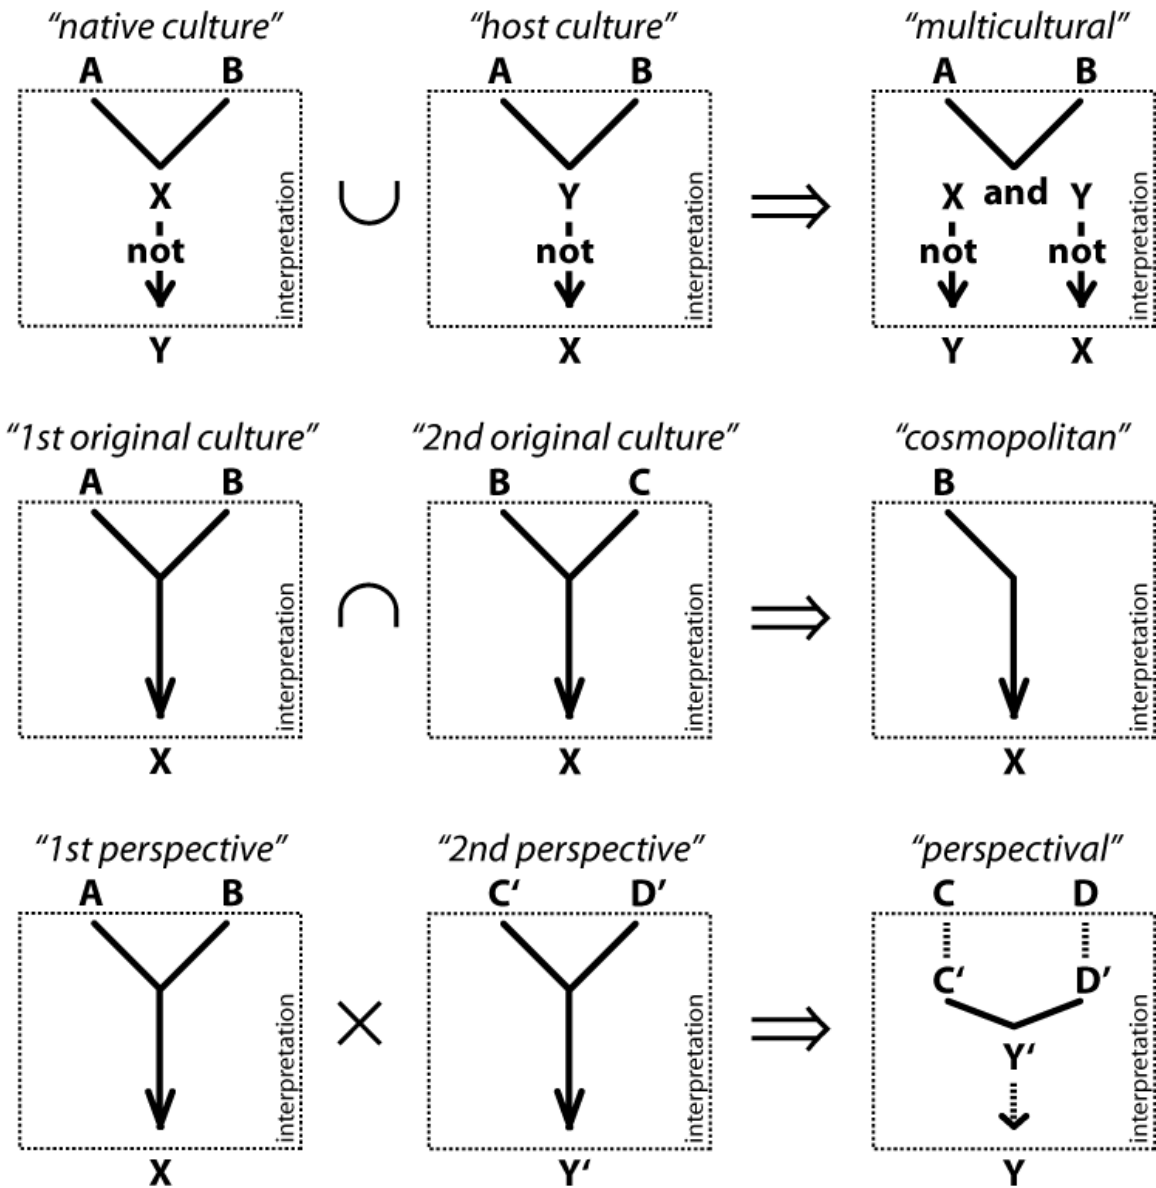 “native culture” “host culture” “multicultural”
A B A B A B
X Y X and Y
not not not not
interpretation interpretation interpretation
Y X Y X
“1st original culture” “2nd original culture” “cosmopolitan”
A B B C B
interpretation interpretation interpretation
X X X
“1st perspective” “2nd perspective” “perspectival”
A B C‘ D’ C D
C‘ D’
Y‘
interpretation interpretation interpretation
X Y‘ Y